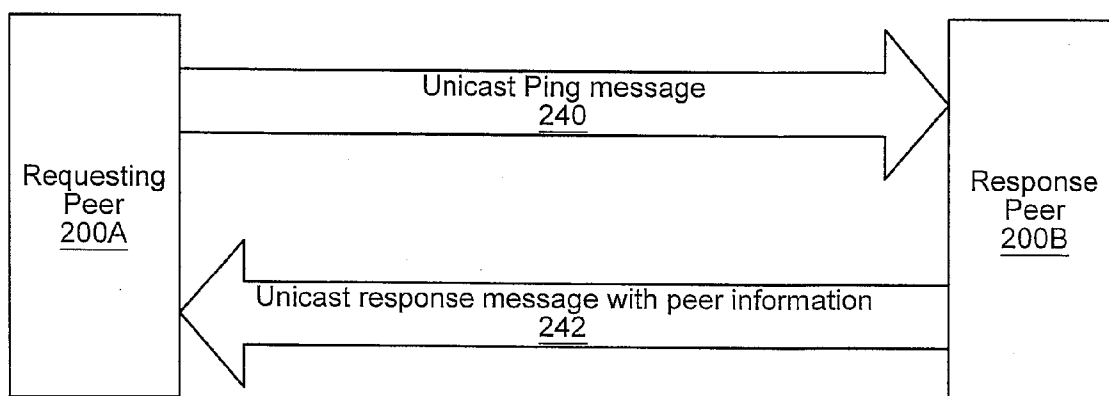 Unicast Ping message
240
Requesting
Peer
200A
Response
Peer
200B
Unicast response message with peer information
242